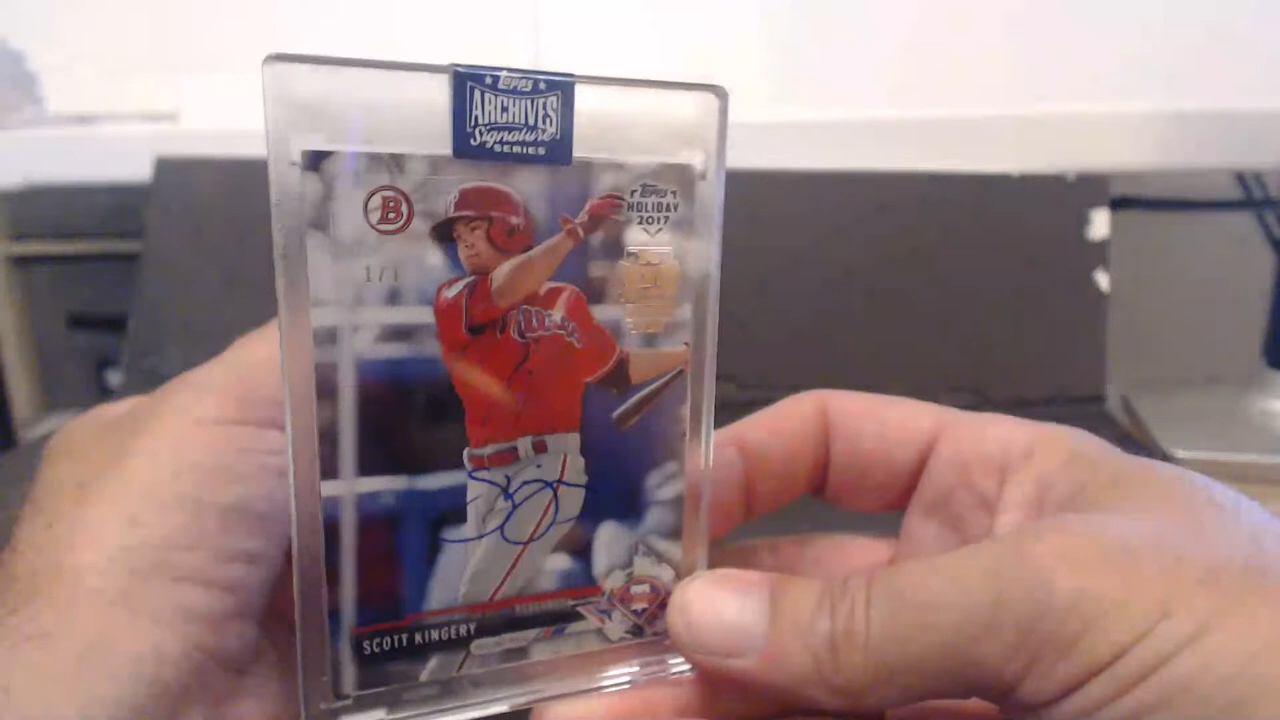 Topps
ARCHIVES
Signature
SERIES
B
Topps
HOLIDAY
2017
1/1
P
SCOTT KINGERY